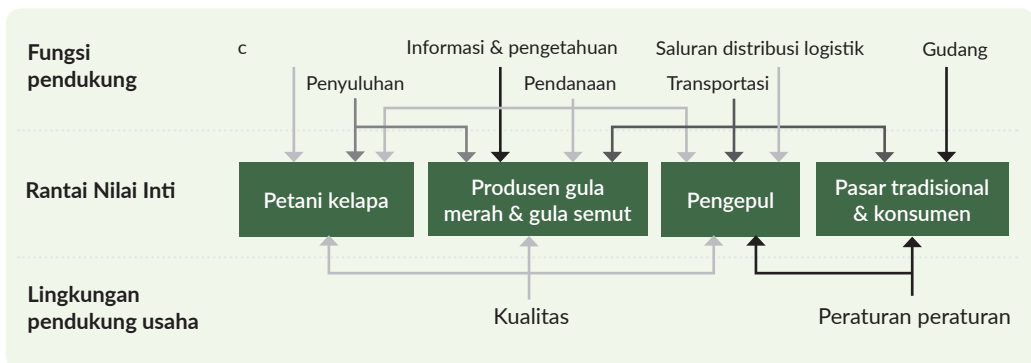 Fungsi
pendukung
c
Informasi & pengetahuan
Saluran distribusi logistik
Gudang
Penyuluhan
Pendanaan
Transportasi
Rantai Nilai Inti
Petani kelapa
Produsen gula
merah & gula semut
Pengepul
Pasar tradisional
& konsumen
Lingkungan
pendukung usaha
Kualitas
Peraturan peraturan